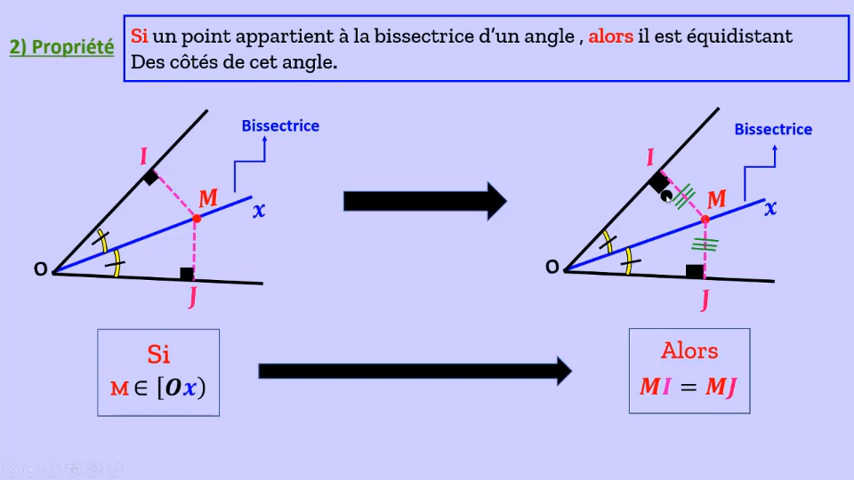 2) Propriété
Si un point appartient à la bissectrice d'un angle , alors il est équidistant
Des côtés de cet angle.
Bissectrice
I
M
x
O
J
Bissectrice
I
M
x
O
J
Si
M ∈ [Ox)
Alors
MI = MJ